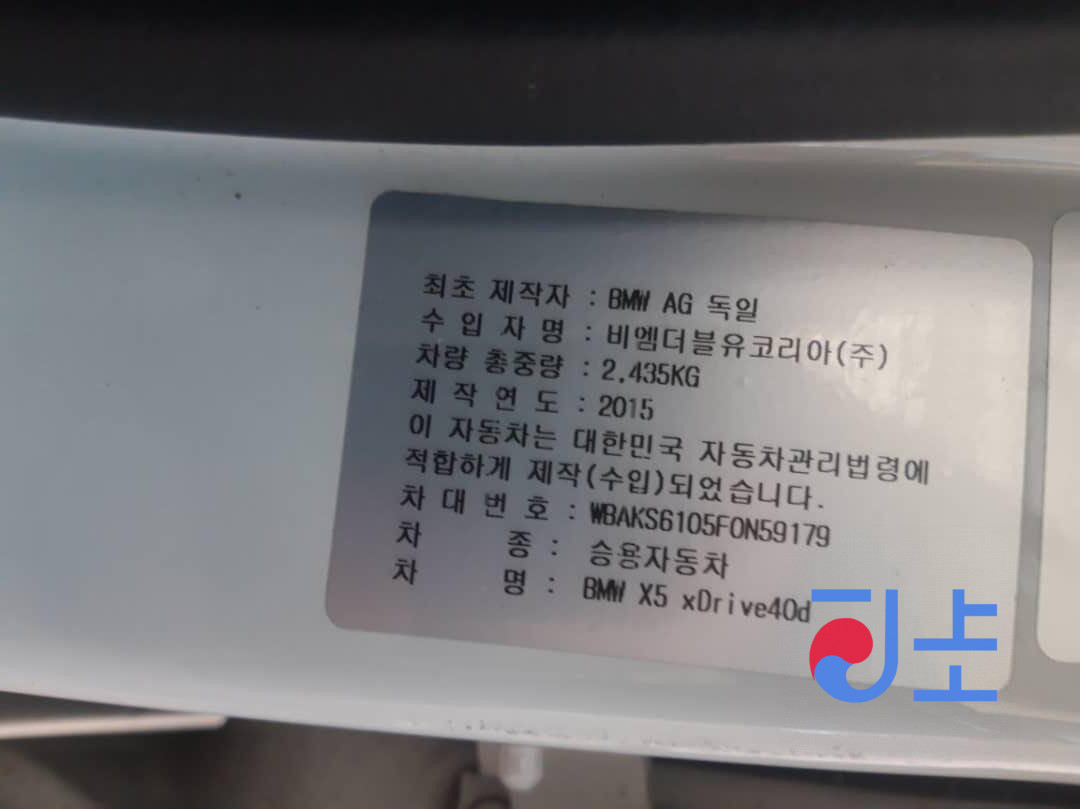 최초 제작자 : BMW AG 독일
수 입 자 명 : 비엠더블유코리아(주)
차량 총중량 : 2,435KG
제 작 연 도 : 2015
이 자동차는 대한민국 자동차관리법령에
적합하게 제작(수입)되었습니다.
차 대 번 호 : WBAKS6105F0N59179
차 종 : 승용자동차
차 명 : BMW X5 xDrive40d